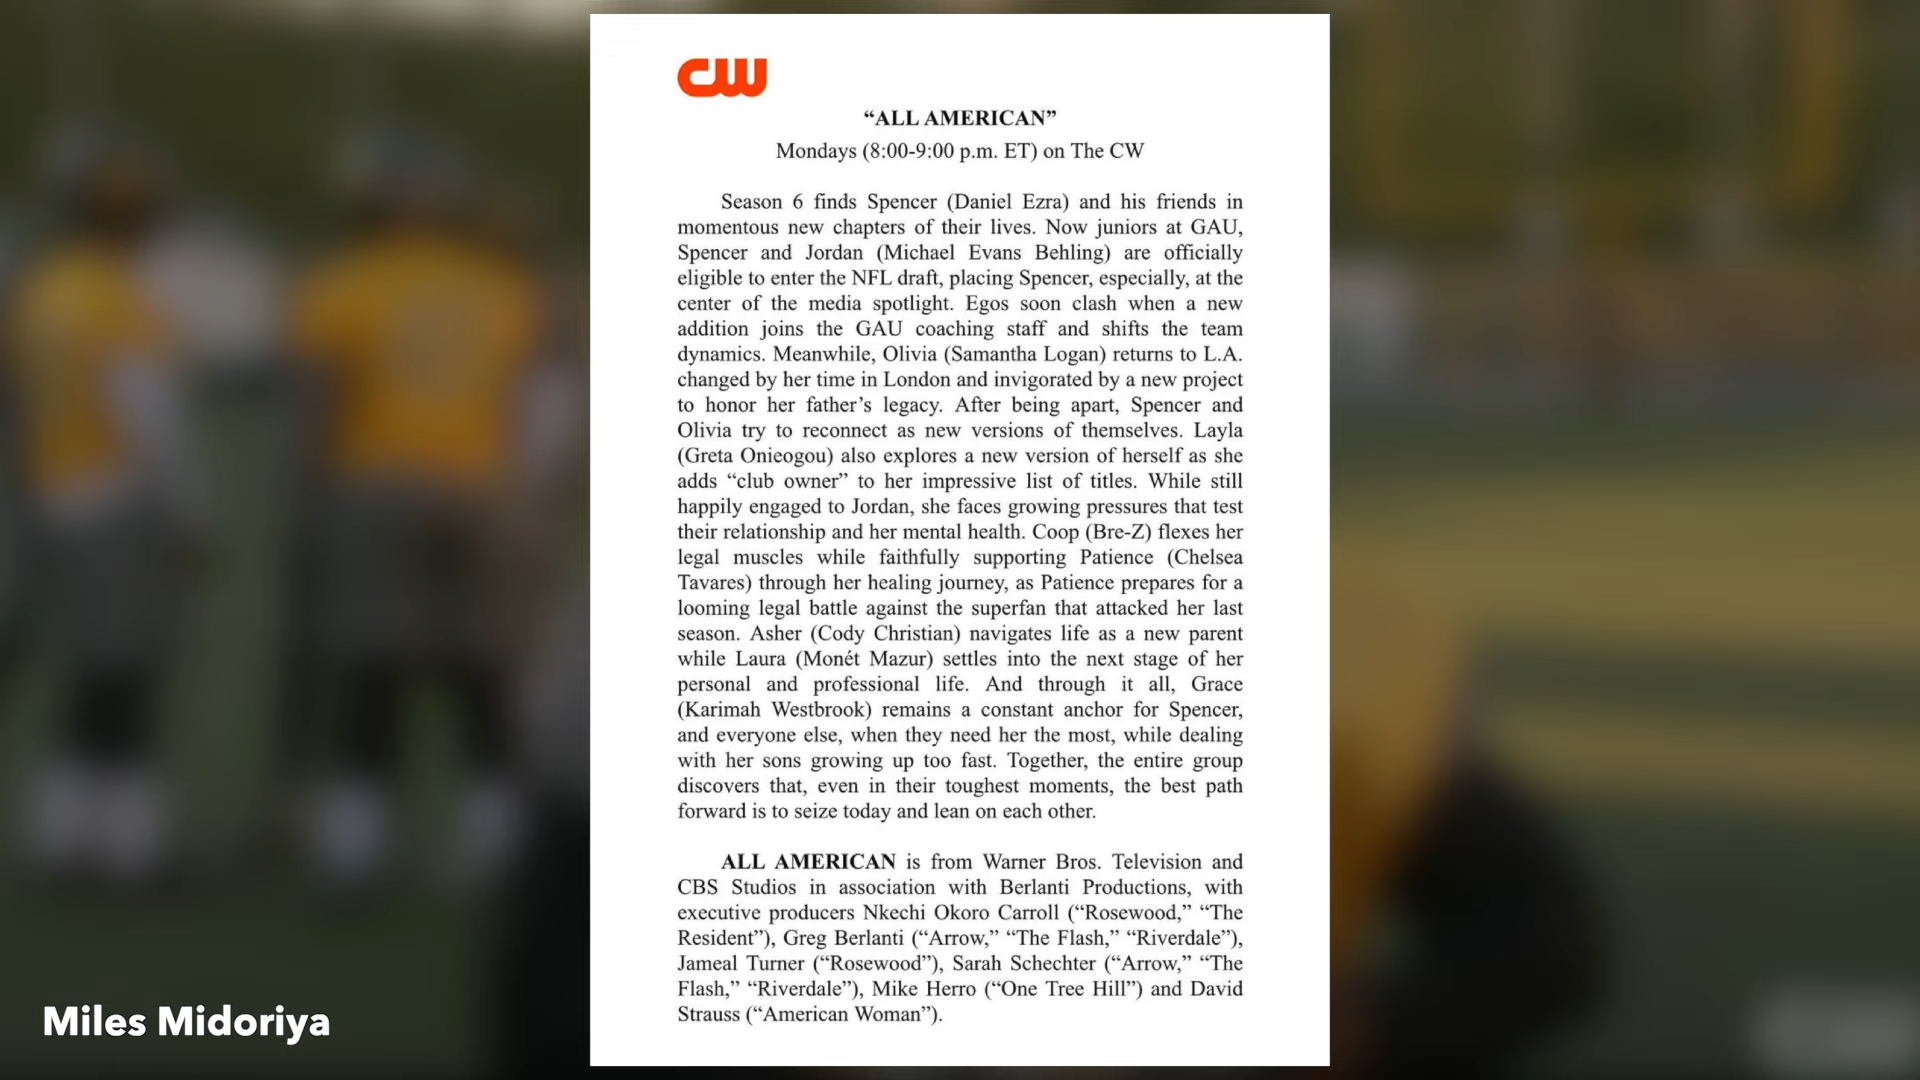 CW
“ALL AMERICAN”
Mondays (8:00-9:00 p.m. ET) on The CW
Season 6 finds Spencer (Daniel Ezra) and his friends in
momentous new chapters of their lives. Now juniors at GAU,
Spencer and Jordan (Michael Evans Behling) are officially
eligible to enter the NFL draft, placing Spencer, especially, at the
center of the media spotlight. Egos soon clash when a new
addition joins the GAU coaching staff and shifts the team
dynamics. Meanwhile, Olivia (Samantha Logan) returns to L.A.
changed by her time in London and invigorated by a new project
to honor her father’s legacy. After being apart, Spencer and
Olivia try to reconnect as new versions of themselves. Layla
(Greta Onieogou) also explores a new version of herself as she
adds “club owner” to her impressive list of titles. While still
happily engaged to Jordan, she faces growing pressures that test
their relationship and her mental health. Coop (Bre-Z) flexes her
legal muscles while faithfully supporting Patience (Chelsea
Tavares) through her healing journey, as Patience prepares for a
looming legal battle against the superfan that attacked her last
season. Asher (Cody Christian) navigates life as a new parent
while Laura (Monét Mazur) settles into the next stage of her
personal and professional life. And through it all, Grace
(Karimah Westbrook) remains a constant anchor for Spencer,
and everyone else, when they need her the most, while dealing
with her sons growing up too fast. Together, the entire group
discovers that, even in their toughest moments, the best path
forward is to seize today and lean on each other.
ALL AMERICAN is from Warner Bros. Television and
CBS Studios in association with Berlanti Productions, with
executive producers Nkechi Okoro Carroll (“Rosewood,” “The
Resident”), Greg Berlanti (“Arrow,” “The Flash,” “Riverdale”),
Jameal Turner (“Rosewood”), Sarah Schechter (“Arrow,” “The
Flash,” “Riverdale”), Mike Herro (“One Tree Hill”) and David
Strauss (“American Woman”).
Miles Midoriya